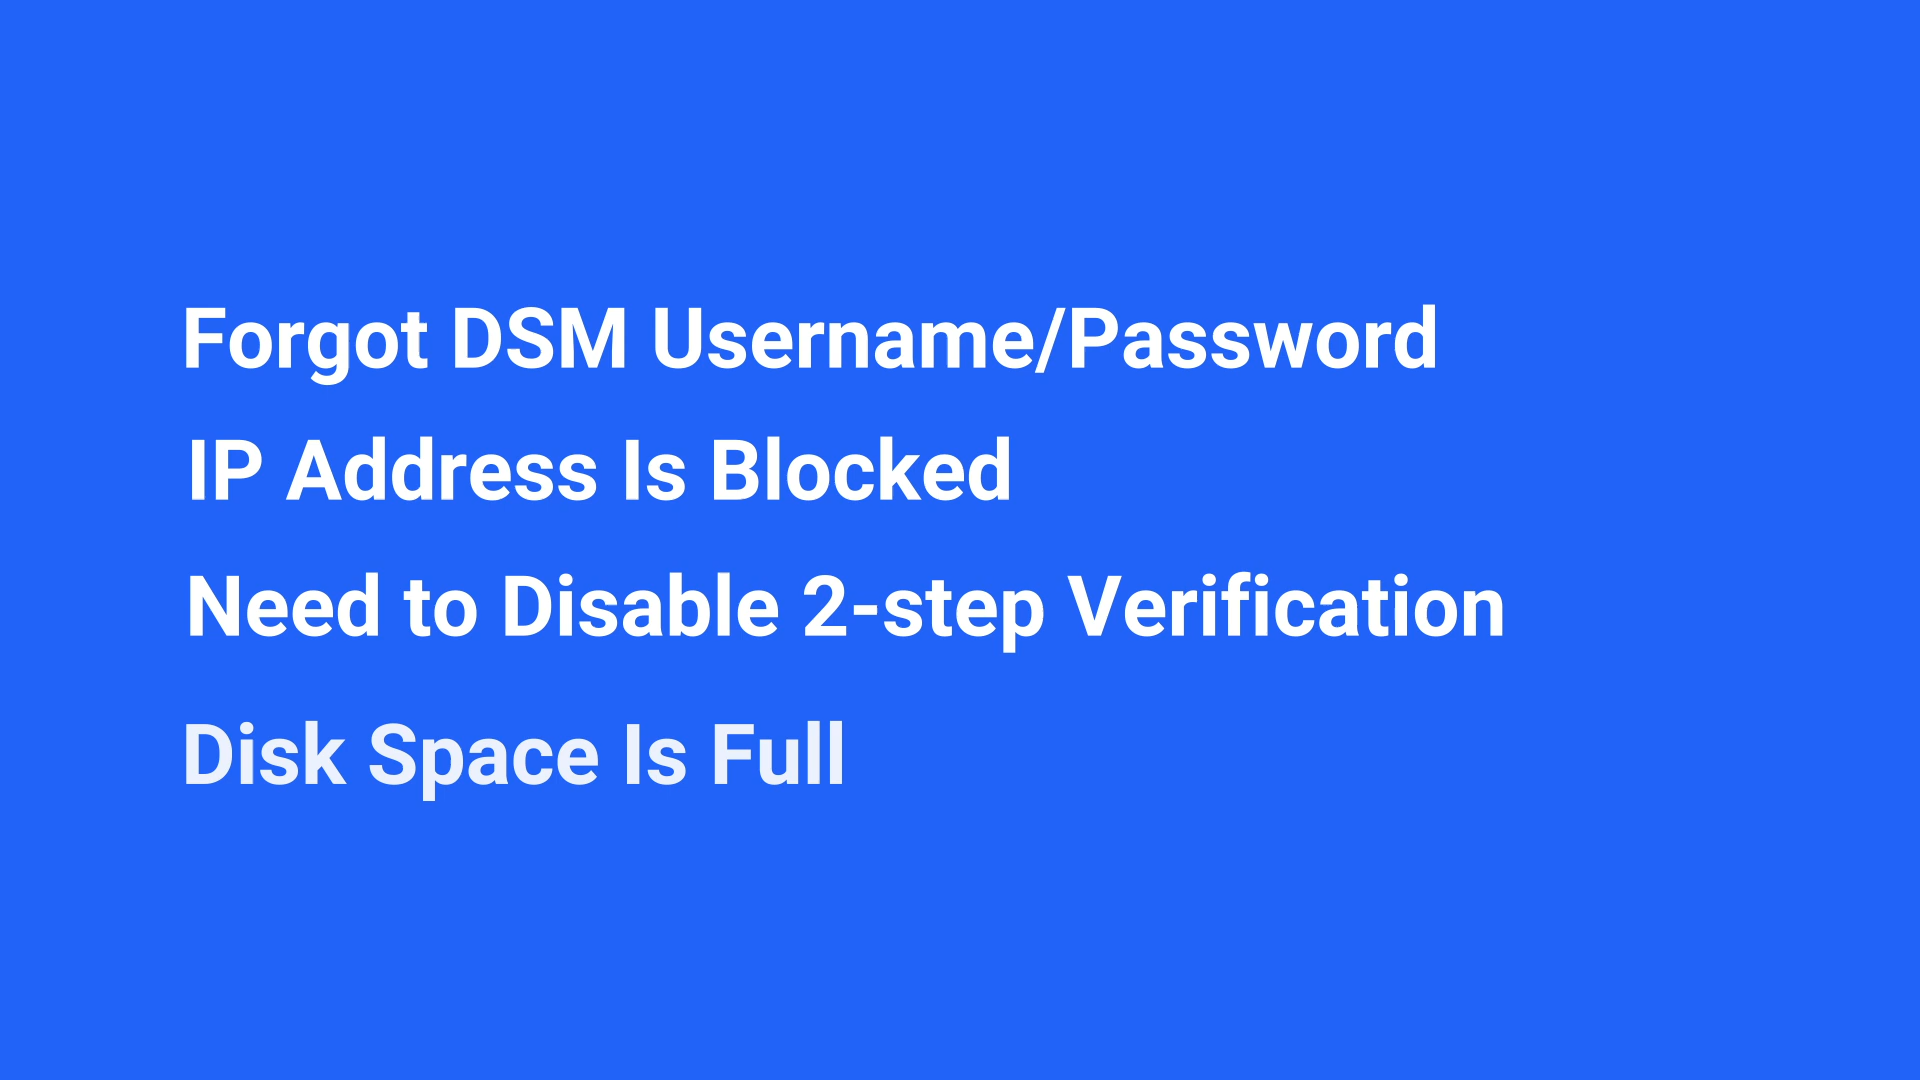 Forgot DSM Username/Password
IP Address Is Blocked
Need to Disable 2-step Verification
Disk Space Is Full